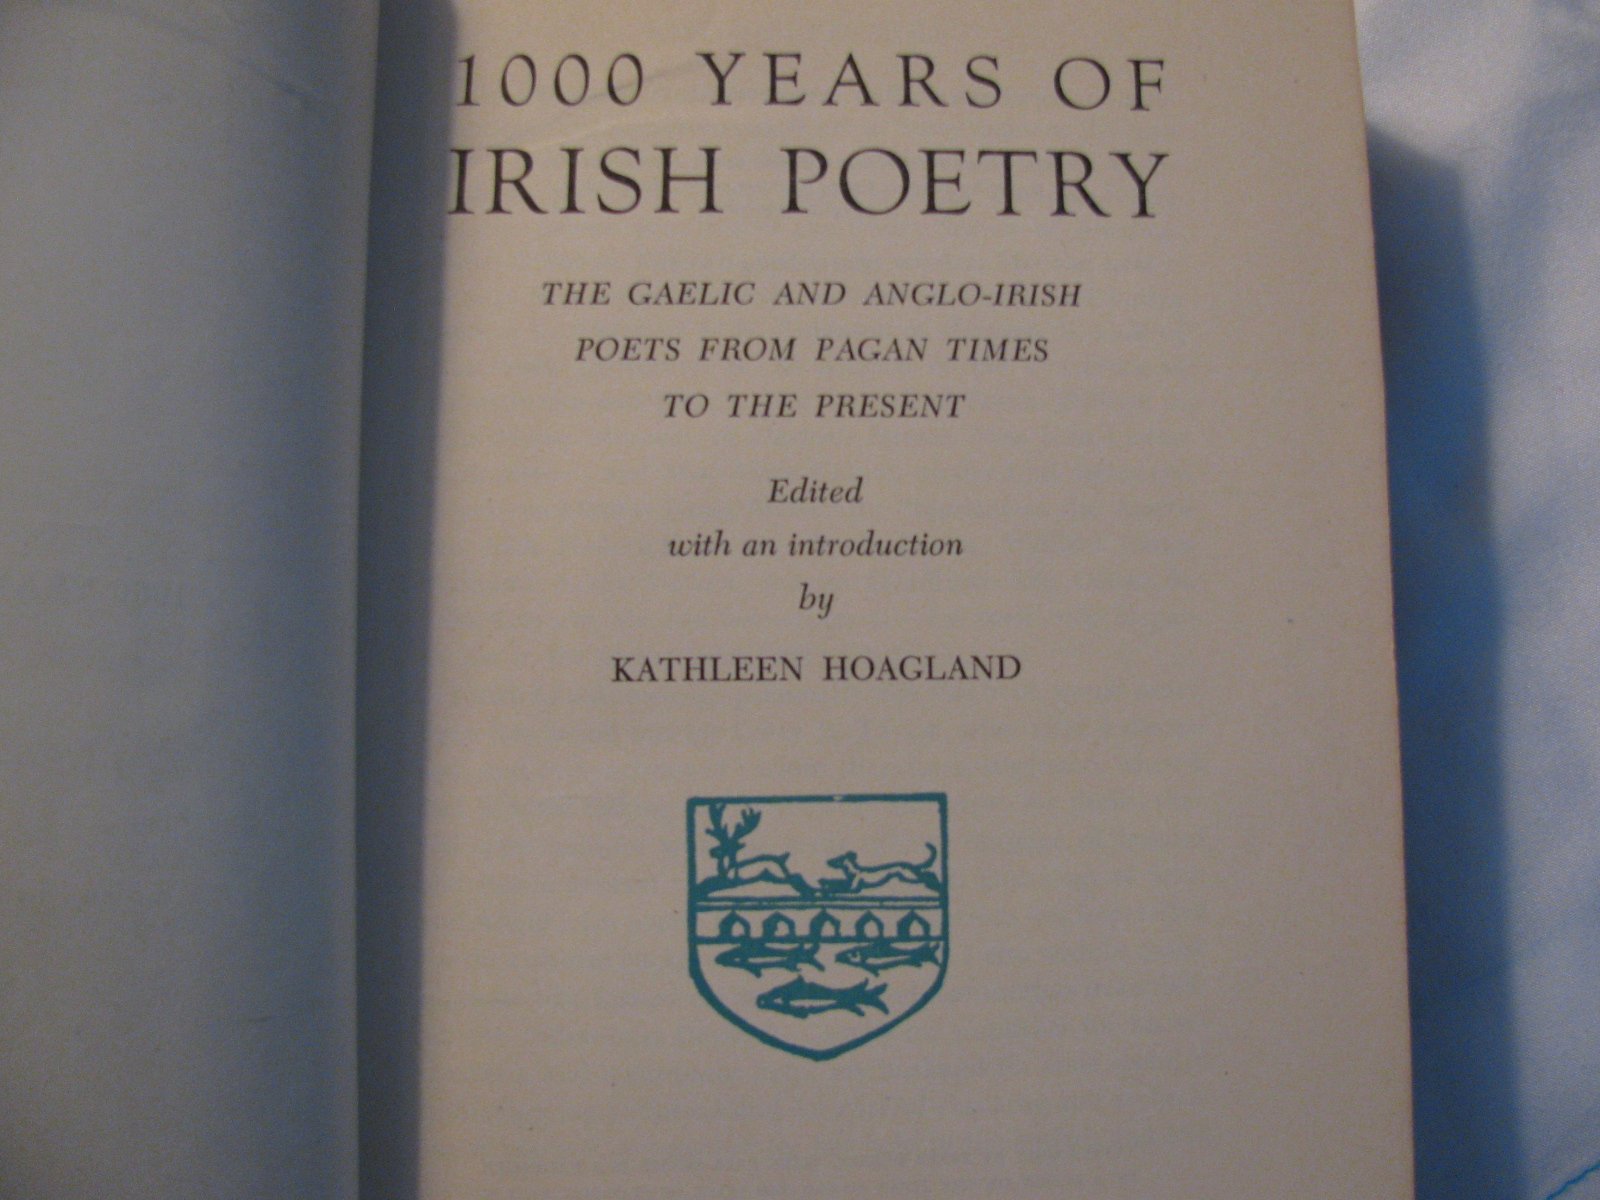 1000 YEARS OF
IRISH POETRY
THE GAELIC AND ANGLO-IRISH
POETS FROM PAGAN TIMES
TO THE PRESENT
Edited
with an introduction
by
KATHLEEN HOAGLAND